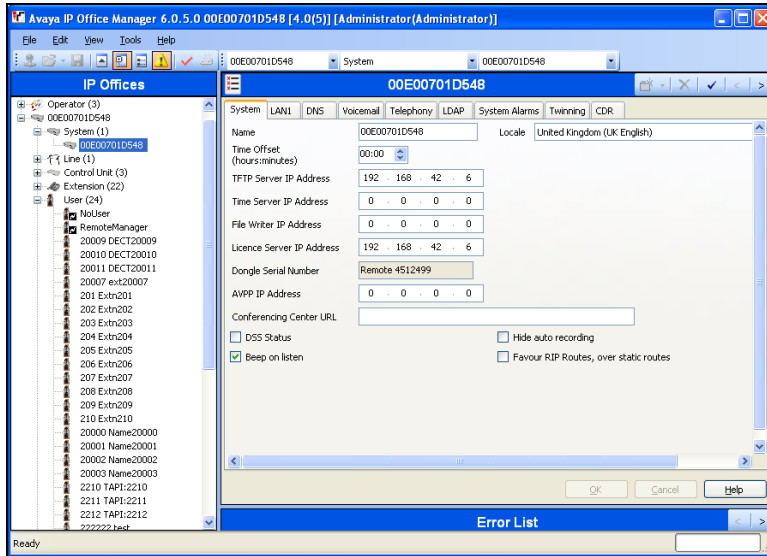 Avaya IP Office Manager 6.0.5.0 00E00701D548 [4.0(5)] [Administrator(Administrator)]
File Edit View Tools Help
00E00701D548 System 00E00701D548
IP Offices
Operator (3)
00E00701D548
System (1)
00E00701D548
Line (1)
Control Unit (3)
Extension (22)
User (24)
NoUser
RemoteManager
20009 DECT20009
20010 DECT20010
20011 DECT20011
20007 ext20007
201 Extn201
202 Extn202
203 Extn203
204 Extn204
205 Extn205
206 Extn206
207 Extn207
208 Extn208
209 Extn209
210 Extn210
20000 Name20000
20001 Name20001
20002 Name20002
20003 Name20003
2210 TAPI:2210
2211 TAPI:2211
2212 TAPI:2212
222222 test
00E00701D548
System LAN1 DNS Voicemail Telephony LDAP System Alarms Twinning CDR
Name 00E00701D548 Locale United Kingdom (UK English)
Time Offset
(hours:minutes) 00:00
TFTP Server IP Address 192 . 168 . 42 . 6
Time Server IP Address 0 . 0 . 0 . 0
File Writer IP Address 0 . 0 . 0 . 0
Licence Server IP Address 192 . 168 . 42 . 6
Dongle Serial Number Remote 4512499
AVPP IP Address 0 . 0 . 0 . 0
Conferencing Center URL
DSS Status Hide auto recording
Beep on listen Favour RIP Routes, over static routes
OK Cancel Help
Error List
Ready